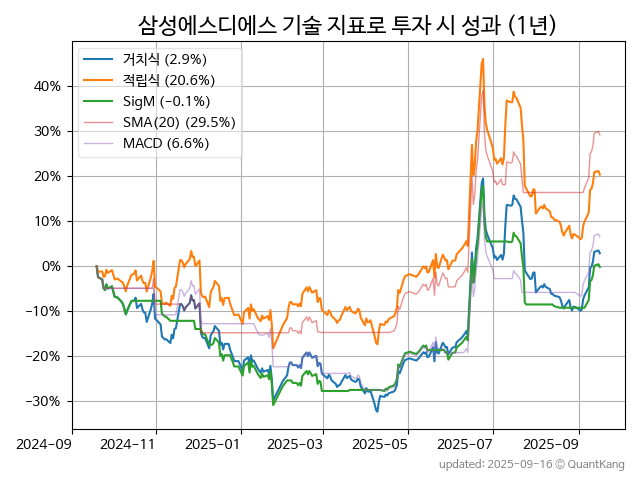 삼성에스디에스 기술 지표로 투자 시 성과 (1년)
거치식 (2.9%)
적립식 (20.6%)
SigM (−0.1%)
SMA(20) (29.5%)
MACD (6.6%)
40%
30%
20%
10%
0%
−10%
−20%
−30%
2024-09 2024-11 2025-01 2025-03 2025-05 2025-07 2025-09
updated: 2025-09-16 © QuantKang